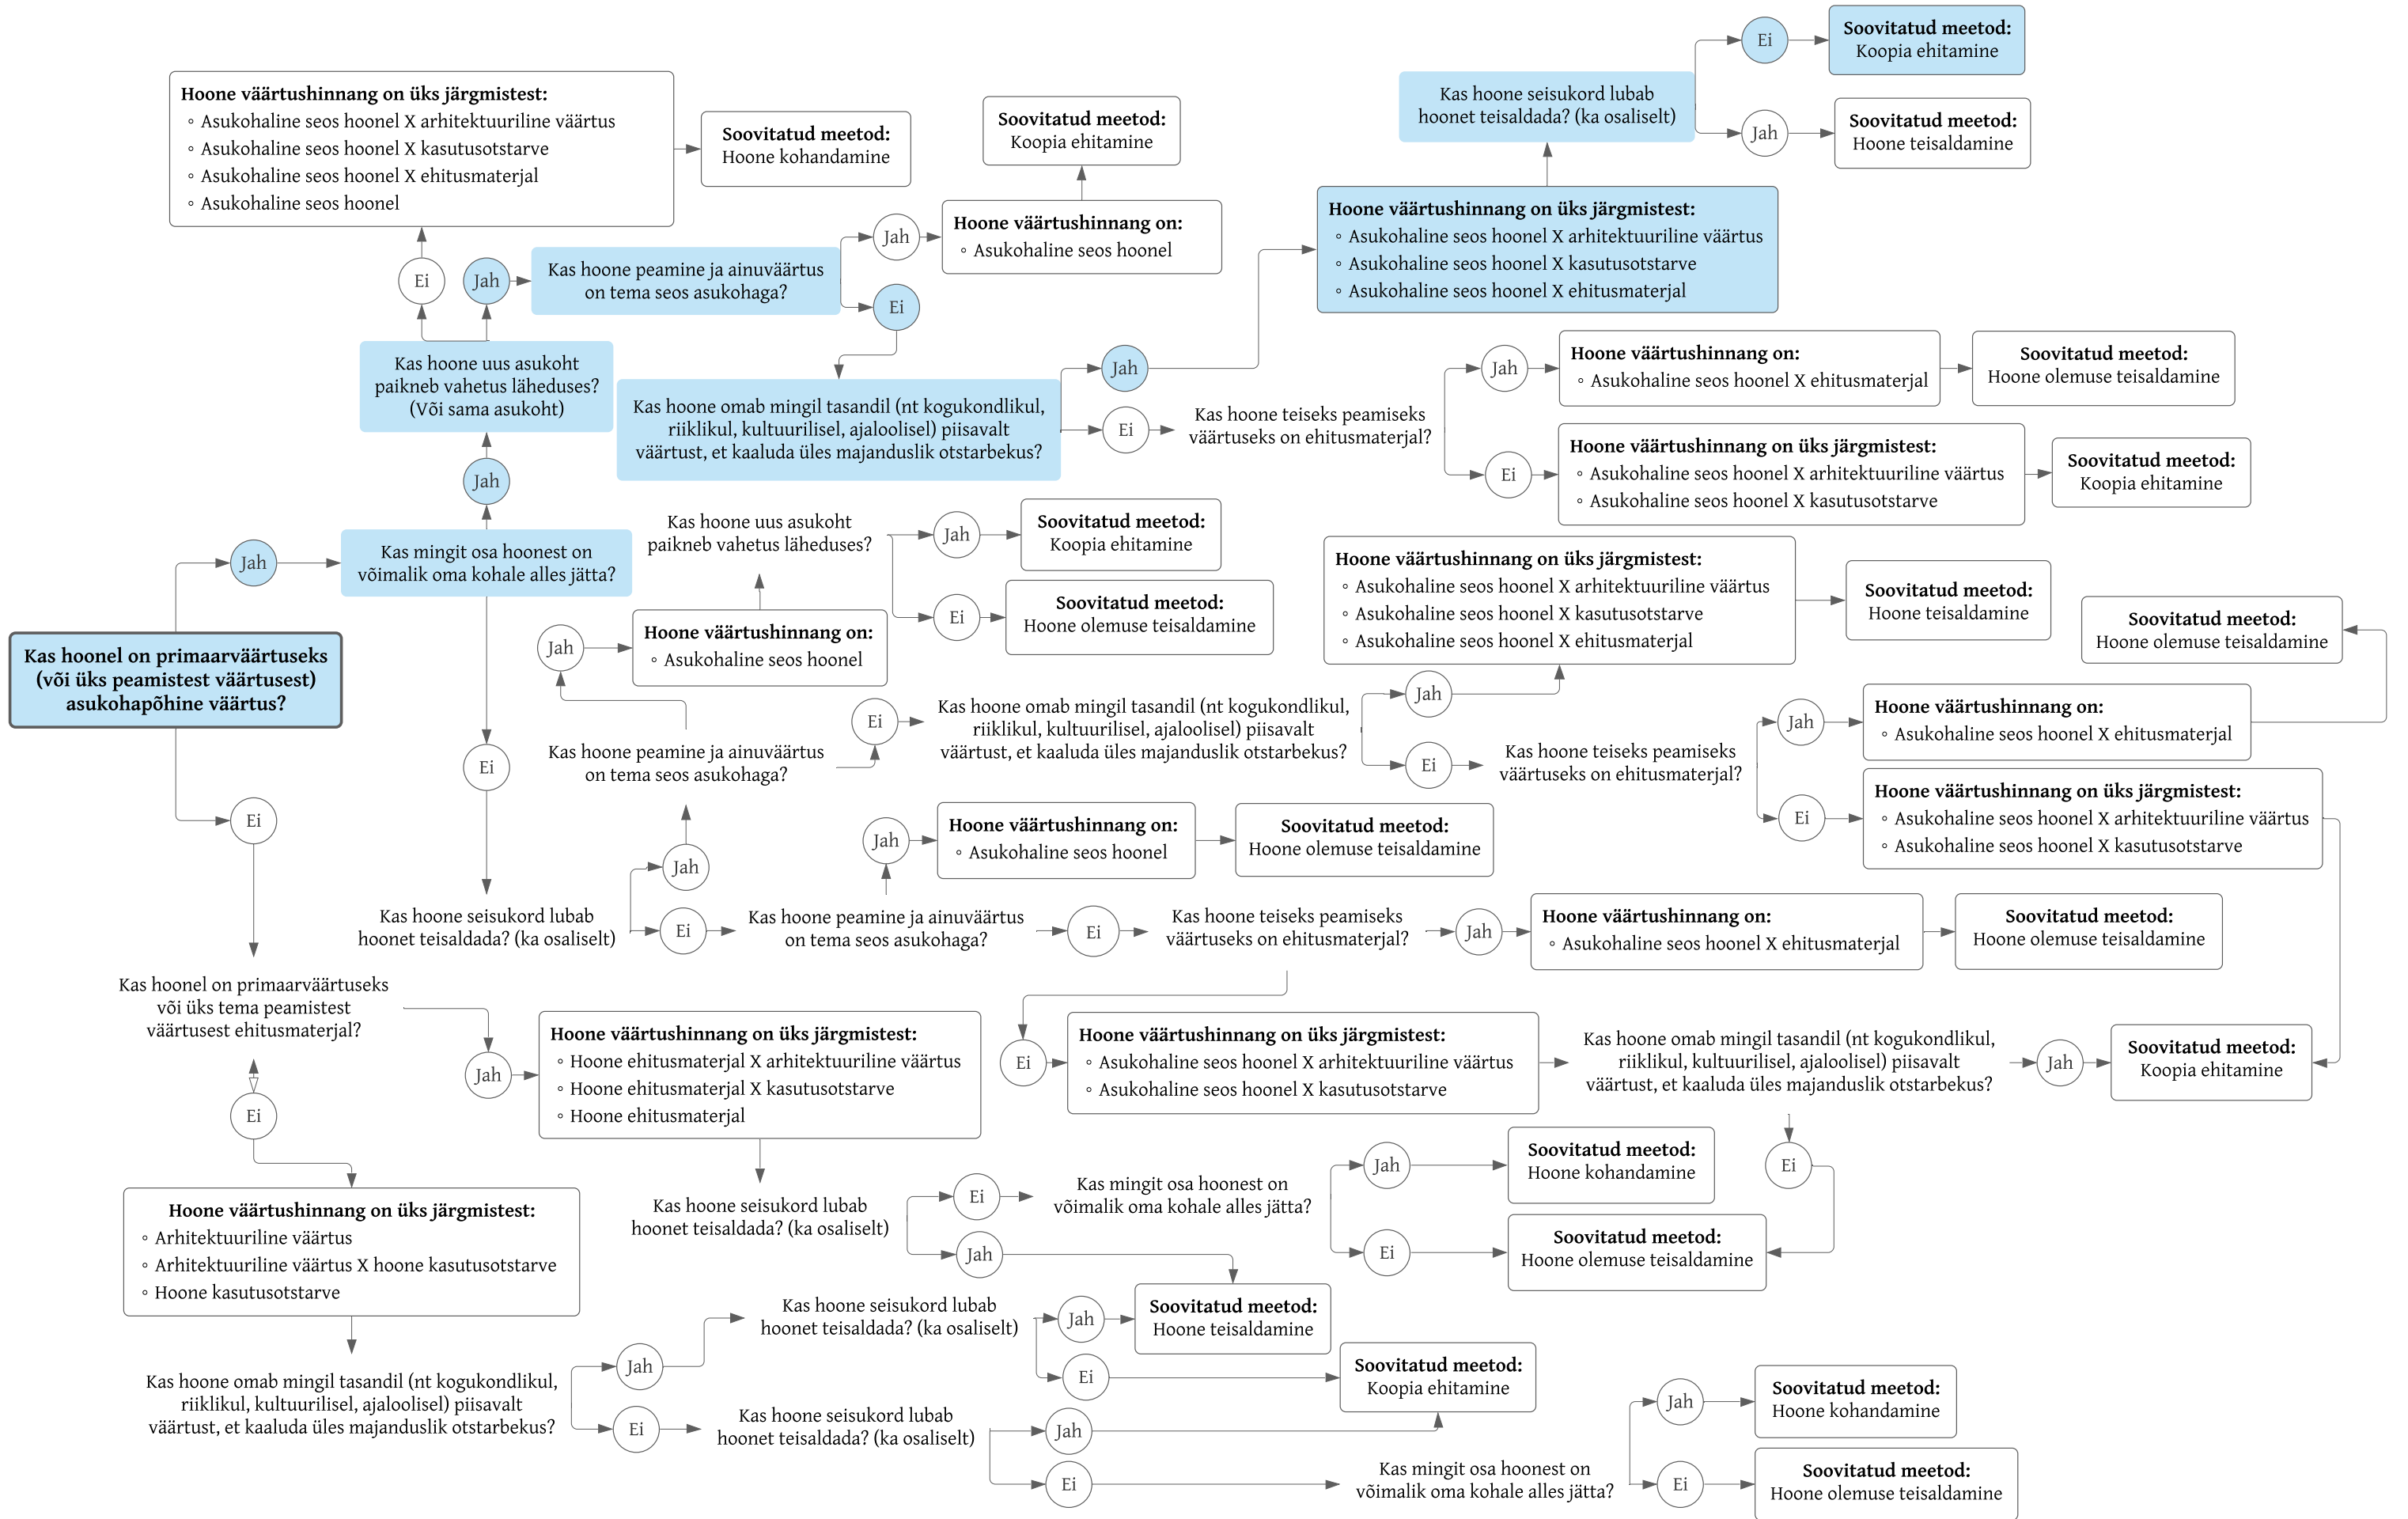 Ei
Soovitatud meetod:
Koopia ehitamine
Kas hoone seisukord lubab
hoonet teisaldada? (ka osaliselt)
Jah
Soovitatud meetod:
Hoone teisaldamine
Hoone väärtushinnang on üks järgmistest:
◦ Asukohaline seos hoonel X arhitektuuriline väärtus
◦ Asukohaline seos hoonel X kasutusotstarve
◦ Asukohaline seos hoonel X ehitusmaterjal
◦ Asukohaline seos hoonel
Soovitatud meetod:
Hoone kohandamine
Soovitatud meetod:
Koopia ehitamine
Jah
Hoone väärtushinnang on:
◦ Asukohaline seos hoonel
Hoone väärtushinnang on üks järgmistest:
◦ Asukohaline seos hoonel X arhitektuuriline väärtus
◦ Asukohaline seos hoonel X kasutusotstarve
◦ Asukohaline seos hoonel X ehitusmaterjal
Ei
Jah
Kas hoone peamine ja ainuväärtus
on tema seos asukohaga?
Ei
Kas hoone uus asukoht
paikneb vahetus läheduses?
(Või sama asukoht)
Kas hoone omab mingil tasandil (nt kogukondlikul,
riiklikul, kultuurilisel, ajaloolisel) piisavalt
väärtust, et kaaluda üles majanduslik otstarbekus?
Jah
Ei
Kas hoone teiseks peamiseks
väärtuseks on ehitusmaterjal?
Jah
Hoone väärtushinnang on:
◦ Asukohaline seos hoonel X ehitusmaterjal
Soovitatud meetod:
Hoone olemuse teisaldamine
Ei
Hoone väärtushinnang on üks järgmistest:
◦ Asukohaline seos hoonel X arhitektuuriline väärtus
◦ Asukohaline seos hoonel X kasutusotstarve
Soovitatud meetod:
Koopia ehitamine
Jah
Jah
Kas mingit osa hoonest on
võimalik oma kohale alles jätta?
Kas hoone uus asukoht
paikneb vahetus läheduses?
Jah
Soovitatud meetod:
Koopia ehitamine
Ei
Soovitatud meetod:
Hoone olemuse teisaldamine
Hoone väärtushinnang on üks järgmistest:
◦ Asukohaline seos hoonel X arhitektuuriline väärtus
◦ Asukohaline seos hoonel X kasutusotstarve
◦ Asukohaline seos hoonel X ehitusmaterjal
Soovitatud meetod:
Hoone teisaldamine
Soovitatud meetod:
Hoone olemuse teisaldamine
Kas hoonel on primaarväärtuseks
(või üks peamistest väärtusest)
asukohapõhine väärtus?
Jah
Hoone väärtushinnang on:
◦ Asukohaline seos hoonel
Ei
Kas hoone peamine ja ainuväärtus
on tema seos asukohaga?
Ei
Kas hoone omab mingil tasandil (nt kogukondlikul,
riiklikul, kultuurilisel, ajaloolisel) piisavalt
väärtust, et kaaluda üles majanduslik otstarbekus?
Jah
Ei
Kas hoone teiseks peamiseks
väärtuseks on ehitusmaterjal?
Jah
Hoone väärtushinnang on:
◦ Asukohaline seos hoonel X ehitusmaterjal
Ei
Hoone väärtushinnang on üks järgmistest:
◦ Asukohaline seos hoonel X arhitektuuriline väärtus
◦ Asukohaline seos hoonel X kasutusotstarve
Ei
Jah
Jah
Hoone väärtushinnang on:
◦ Asukohaline seos hoonel
Soovitatud meetod:
Hoone olemuse teisaldamine
Kas hoone seisukord lubab
hoonet teisaldada? (ka osaliselt)
Ei
Kas hoone peamine ja ainuväärtus
on tema seos asukohaga?
Ei
Kas hoone teiseks peamiseks
väärtuseks on ehitusmaterjal?
Jah
Hoone väärtushinnang on:
◦ Asukohaline seos hoonel X ehitusmaterjal
Soovitatud meetod:
Hoone olemuse teisaldamine
Kas hoonel on primaarväärtuseks
või üks tema peamistest
väärtusest ehitusmaterjal?
Jah
Hoone väärtushinnang on üks järgmistest:
◦ Hoone ehitusmaterjal X arhitektuuriline väärtus
◦ Hoone ehitusmaterjal X kasutusotstarve
◦ Hoone ehitusmaterjal
Ei
Hoone väärtushinnang on üks järgmistest:
◦ Asukohaline seos hoonel X arhitektuuriline väärtus
◦ Asukohaline seos hoonel X kasutusotstarve
Kas hoone omab mingil tasandil (nt kogukondlikul,
riiklikul, kultuurilisel, ajaloolisel) piisavalt
väärtust, et kaaluda üles majanduslik otstarbekus?
Jah
Soovitatud meetod:
Koopia ehitamine
Ei
Ei
Kas hoone seisukord lubab
hoonet teisaldada? (ka osaliselt)
Ei
Kas mingit osa hoonest on
võimalik oma kohale alles jätta?
Jah
Soovitatud meetod:
Hoone kohandamine
Jah
Ei
Soovitatud meetod:
Hoone olemuse teisaldamine
Hoone väärtushinnang on üks järgmistest:
◦ Arhitektuuriline väärtus
◦ Arhitektuuriline väärtus X hoone kasutusotstarve
◦ Hoone kasutusotstarve
Kas hoone seisukord lubab
hoonet teisaldada? (ka osaliselt)
Jah
Soovitatud meetod:
Hoone teisaldamine
Ei
Soovitatud meetod:
Koopia ehitamine
Kas hoone omab mingil tasandil (nt kogukondlikul,
riiklikul, kultuurilisel, ajaloolisel) piisavalt
väärtust, et kaaluda üles majanduslik otstarbekus?
Jah
Ei
Kas hoone seisukord lubab
hoonet teisaldada? (ka osaliselt)
Jah
Ei
Kas mingit osa hoonest on
võimalik oma kohale alles jätta?
Jah
Soovitatud meetod:
Hoone kohandamine
Ei
Soovitatud meetod:
Hoone olemuse teisaldamine